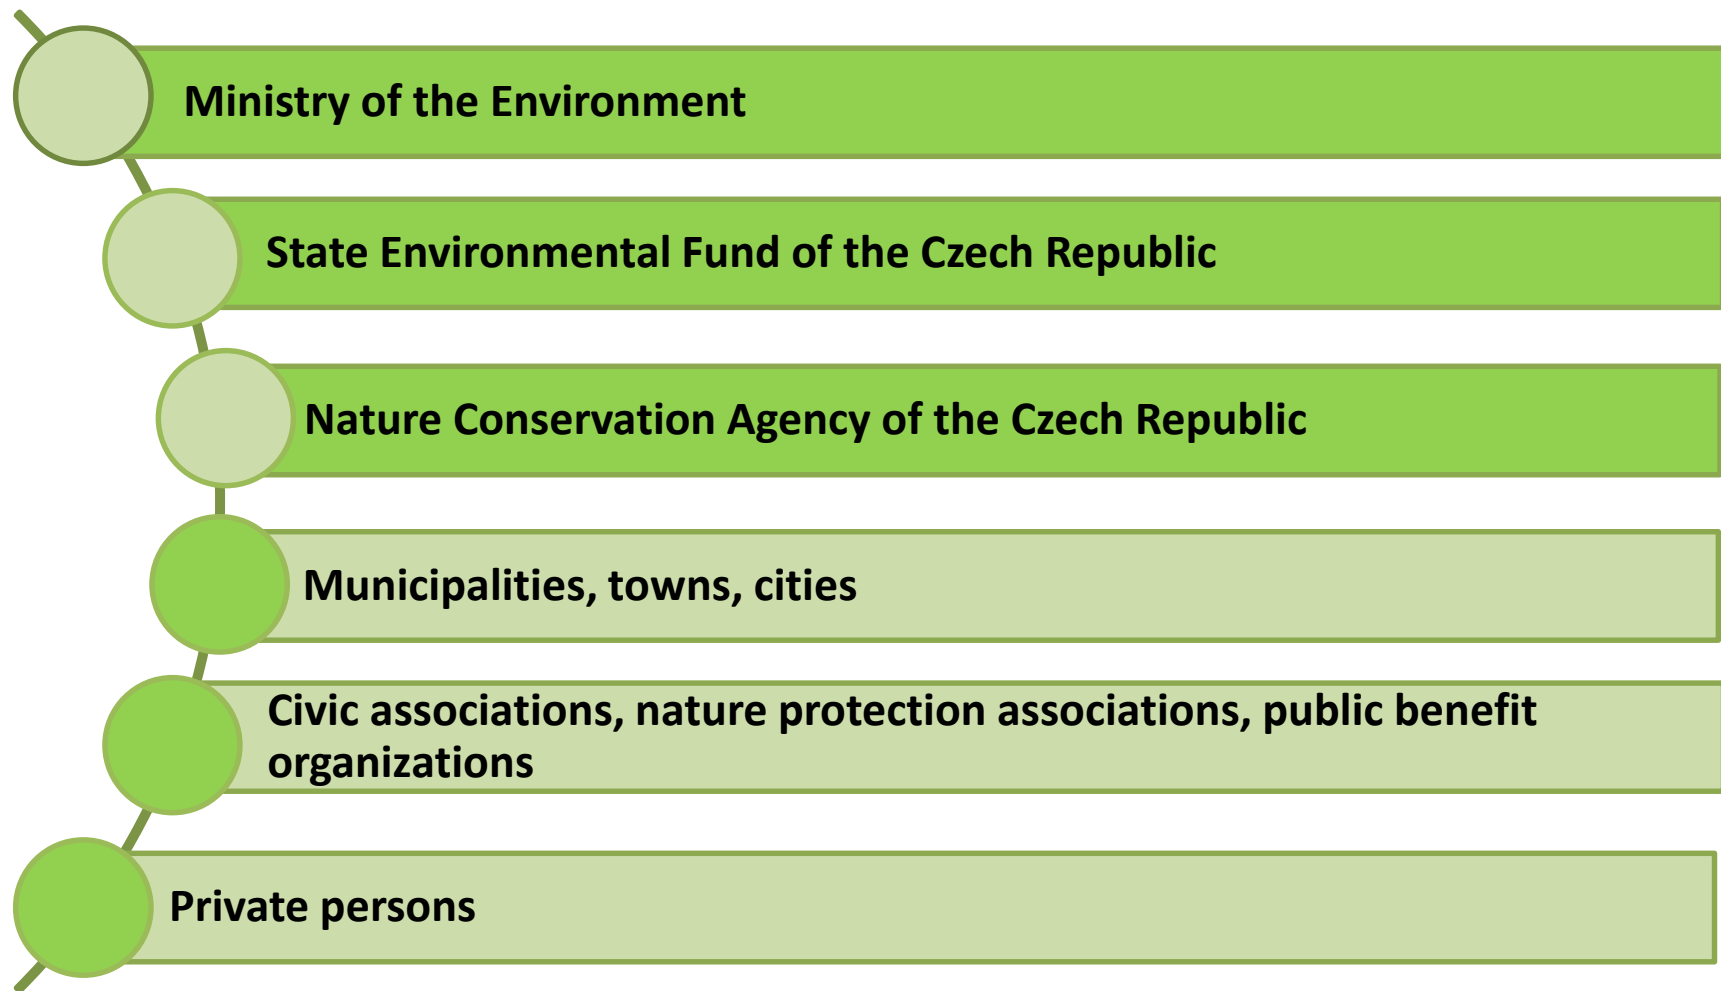 Ministry of the Environment
State Environmental Fund of the Czech Republic
Nature Conservation Agency of the Czech Republic
Municipalities, towns, cities
Civic associations, nature protection associations, public benefit
organizations
Private persons